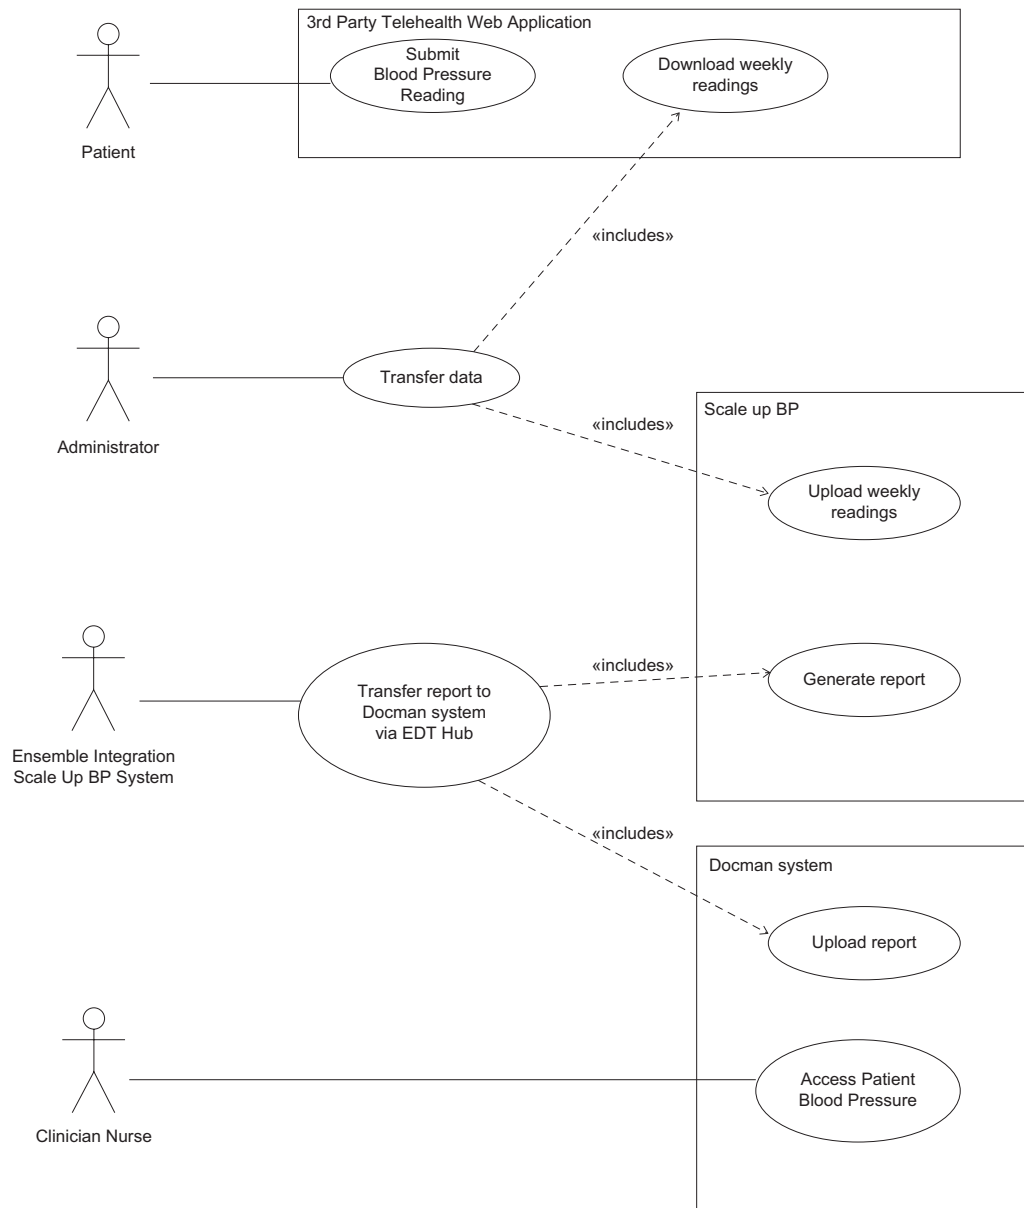 3rd Party Telehealth Web Application
Submit
Blood Pressure
Reading
Download weekly
readings
Patient
«includes»
Transfer data
Administrator
Scale up BP
«includes»
Upload weekly
readings
«includes»
Transfer report to
Docman system
via EDT Hub
Generate report
Ensemble Integration
Scale Up BP System
«includes»
Docman system
Upload report
Access Patient
Blood Pressure
Clinician Nurse